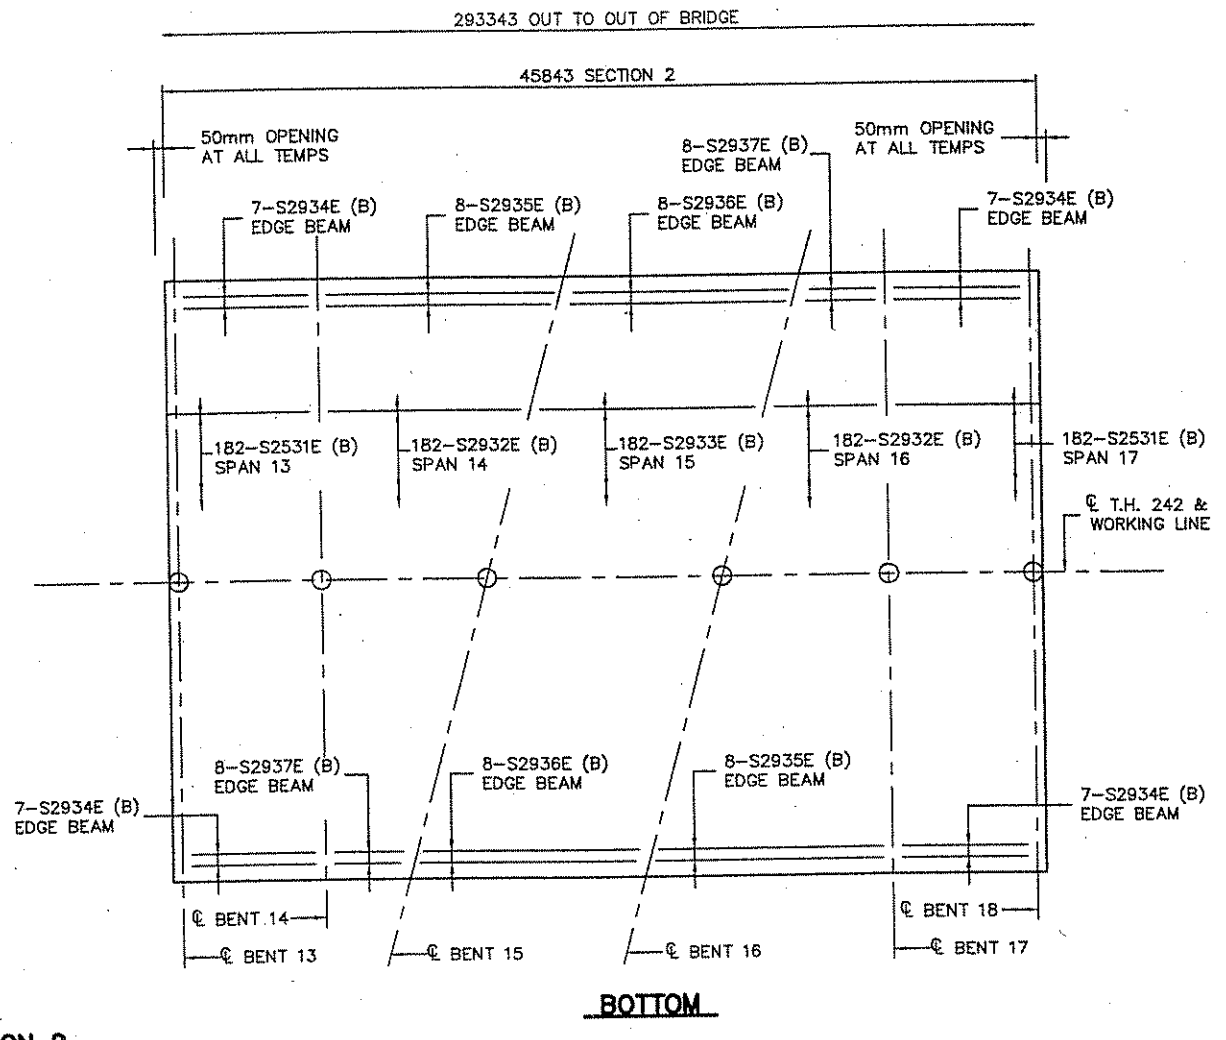 293343 OUT TO OUT OF BRIDGE
45843 SECTION 2
50mm OPENING
AT ALL TEMPS
50mm OPENING
AT ALL TEMPS
8-S2937E (B)
EDGE BEAM
7-S2934E (B)
EDGE BEAM
8-S2935E (B)
EDGE BEAM
8-S2936E (B)
EDGE BEAM
7-S2934E (B)
EDGE BEAM
182-S2531E (B)
SPAN 13
182-S2932E (B)
SPAN 14
182-S2933E (B)
SPAN 15
182-S2932E (B)
SPAN 16
182-S2531E (B)
SPAN 17
℄ T.H. 242 &
WORKING LINE
8-S2937E (B)
EDGE BEAM
8-S2936E (B)
EDGE BEAM
8-S2935E (B)
EDGE BEAM
7-S2934E (B)
EDGE BEAM
7-S2934E (B)
EDGE BEAM
℄ BENT 14
℄ BENT 18
℄ BENT 13
℄ BENT 15
℄ BENT 16
℄ BENT 17
BOTTOM